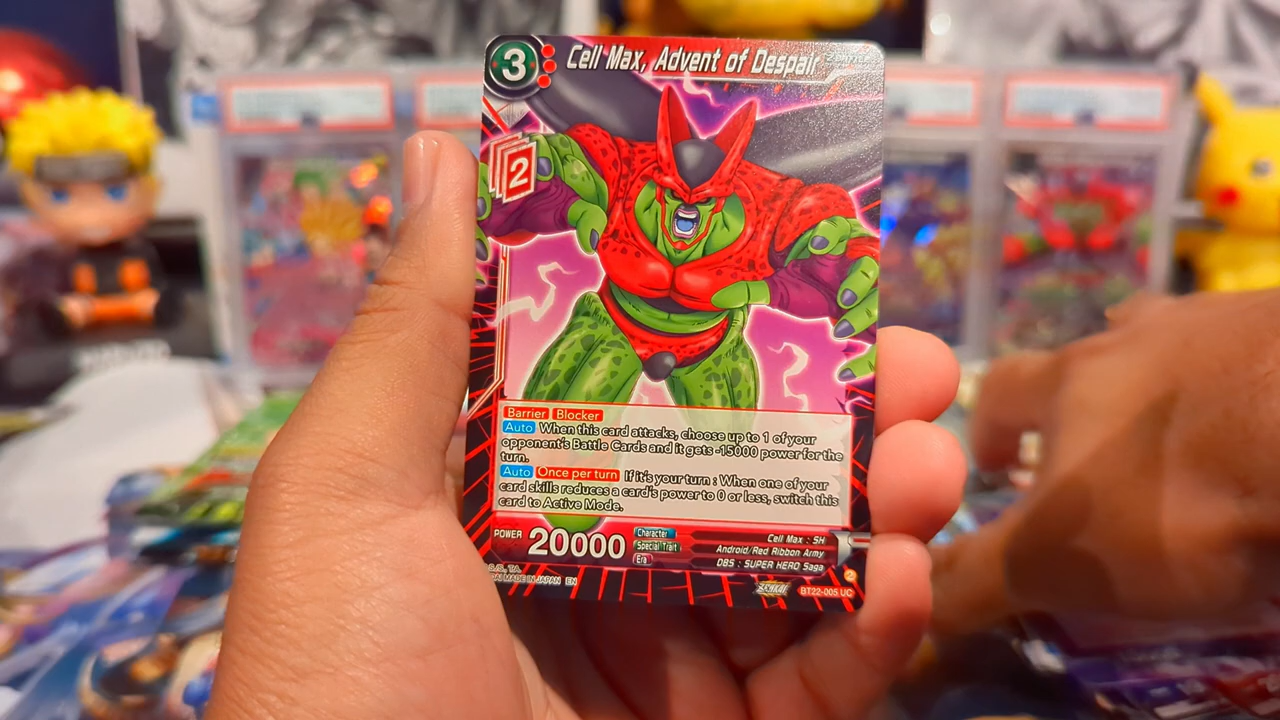 3
Cell Max, Advent of Despair
2
Barrier Blocker
Auto When this card attacks, choose up to 1 of your
opponent's Battle Cards and it gets -15000 power for the
turn.
Auto Once per turn If it's your turn : When one of your
card skills reduces a card's power to 0 or less, switch this
card to Active Mode.
POWER 20000
Character Cell Max : SH
Special Trait Android/Red Ribbon Army
Era DBS : SUPER HERO Saga
MADE IN JAPAN EN
BT22-005 UC